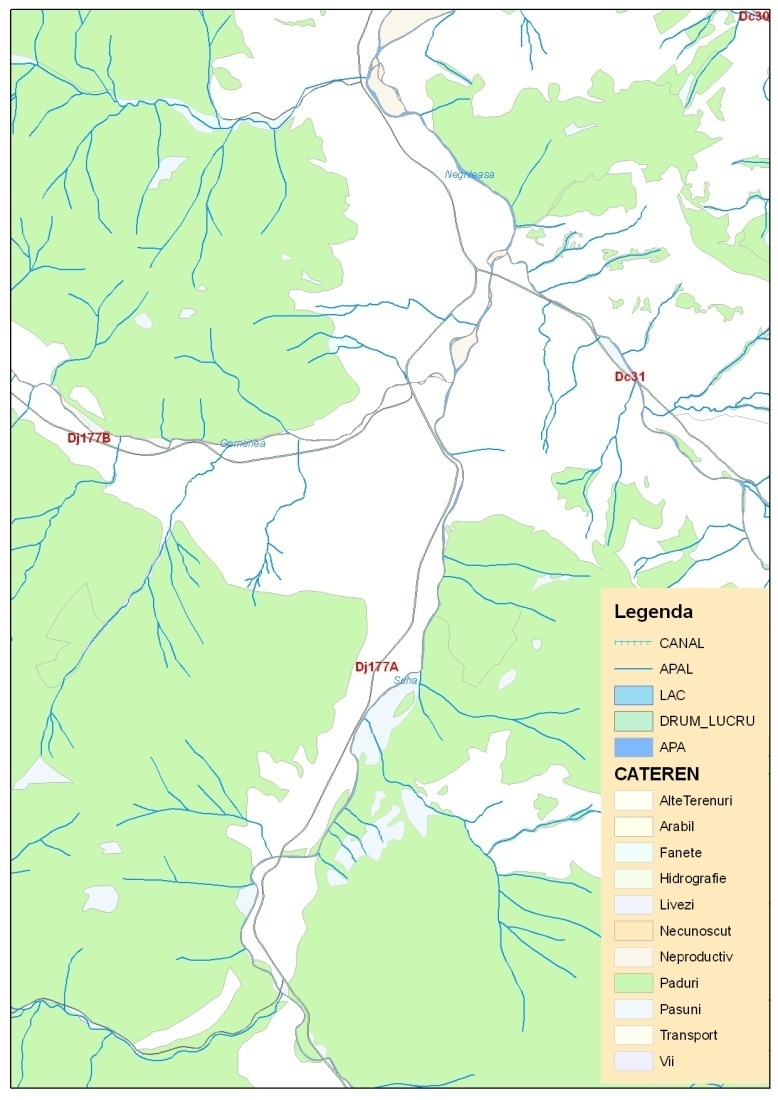 Dc30
Negrileasa
Dc31
Dj177B
Gemenea
Dj177A
Suha
Legenda
CANAL
APAL
LAC
DRUM_LUCRU
APA
CATEREN
AlteTerenuri
Arabil
Fanete
Hidrografie
Livezi
Necunoscut
Neproductiv
Paduri
Pasuni
Transport
Vii